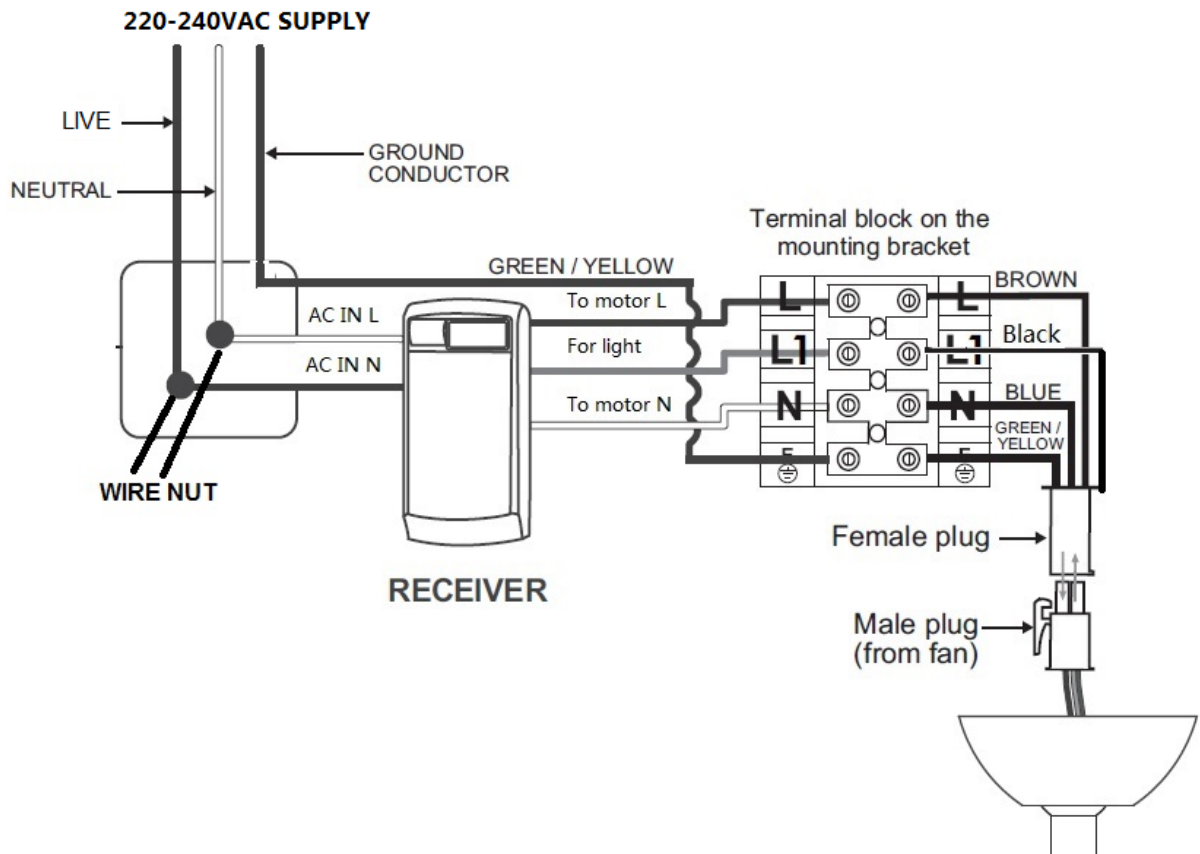 220-240VAC SUPPLY
LIVE
NEUTRAL
GROUND
CONDUCTOR
Terminal block on the
mounting bracket
GREEN / YELLOW
BROWN
AC IN L
To motor L
L
L
For light
L1
L1
Black
AC IN N
To motor N
N
N
BLUE
GREEN /
YELLOW
WIRE NUT
RECEIVER
Female plug
Male plug
(from fan)